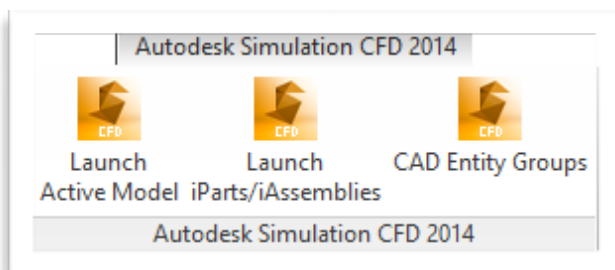 Autodesk Simulation CFD 2014
CFD CFD CFD
Launch Launch CAD Entity Groups
Active Model iParts/iAssemblies
Autodesk Simulation CFD 2014